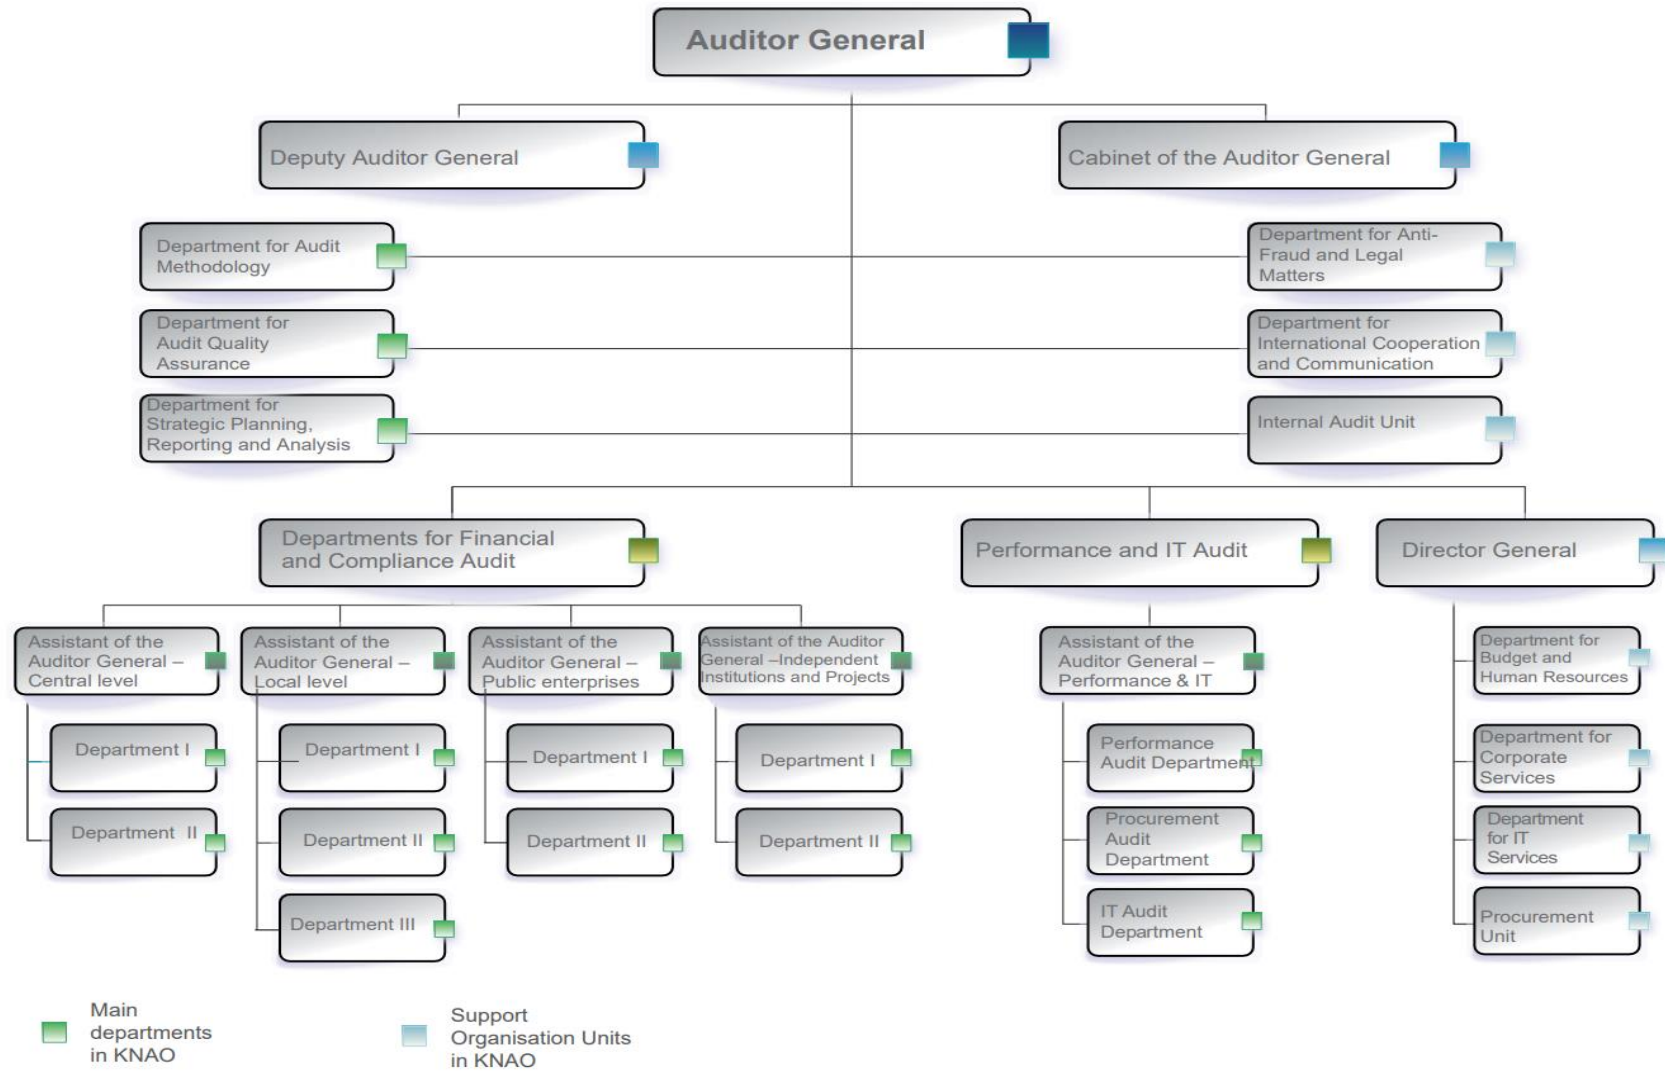 Auditor General
Deputy Auditor General
Cabinet of the Auditor General
Department for Audit
Methodology
Department for Anti-
Fraud and Legal
Matters
Department for
Audit Quality
Assurance
Department for
International Cooperation
and Communication
Department for
Strategic Planning,
Reporting and Analysis
Internal Audit Unit
Departments for Financial
and Compliance Audit
Performance and IT Audit
Director General
Assistant of the
Auditor General –
Central level
Assistant of the
Auditor General –
Local level
Assistant of the
Auditor General –
Public enterprises
Assistant of the Auditor
General –Independent
Institutions and Projects
Assistant of the
Auditor General –
Performance & IT
Department for
Budget and
Human Resources
Department I
Department I
Department I
Department I
Performance
Audit Department
Department for
Corporate
Services
Department II
Department II
Department II
Department II
Procurement
Audit
Department
Department
for IT
Services
Department III
IT Audit
Department
Procurement
Unit
Main
departments
in KNAO
Support
Organisation Units
in KNAO